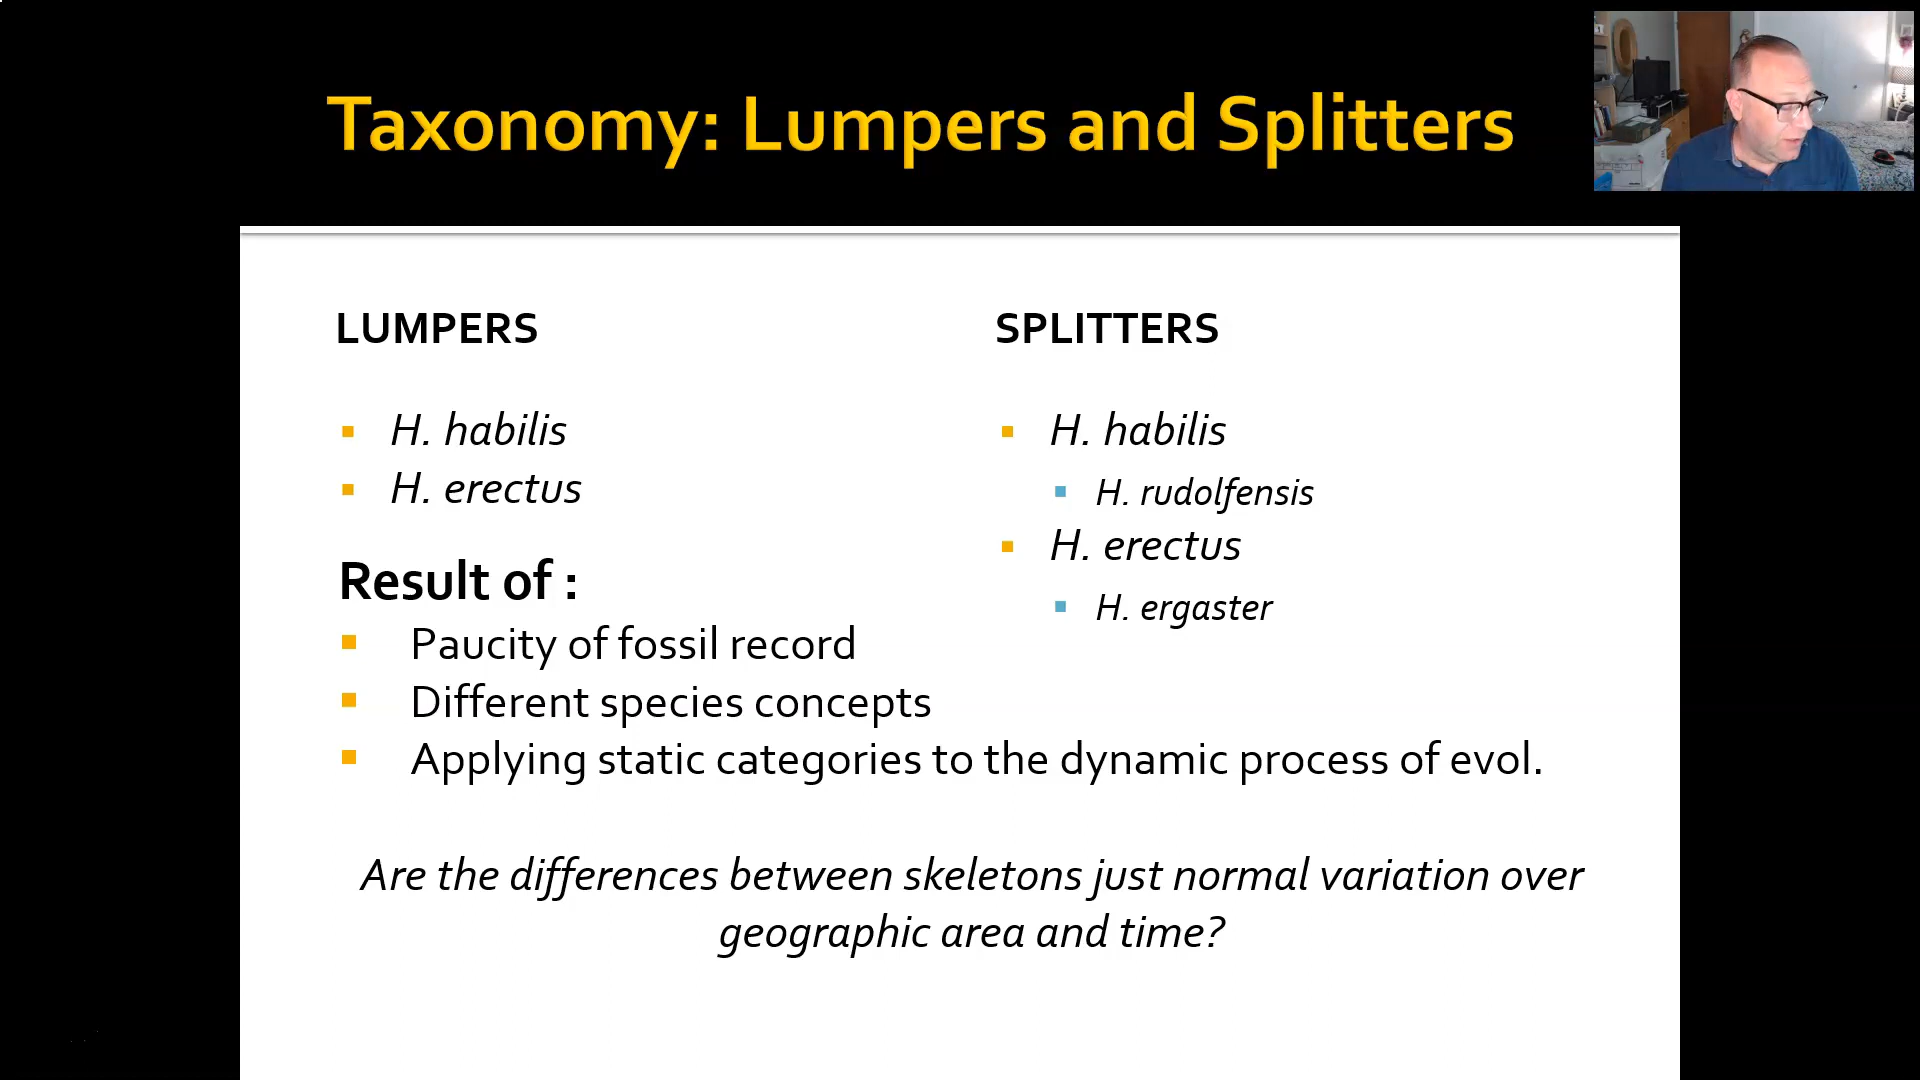 Taxonomy: Lumpers and Splitters
LUMPERS
H. habilis
H. erectus
SPLITTERS
H. habilis
H. rudolfensis
H. erectus
H. ergaster
Result of :
Paucity of fossil record
Different species concepts
Applying static categories to the dynamic process of evol.
Are the differences between skeletons just normal variation over
geographic area and time?